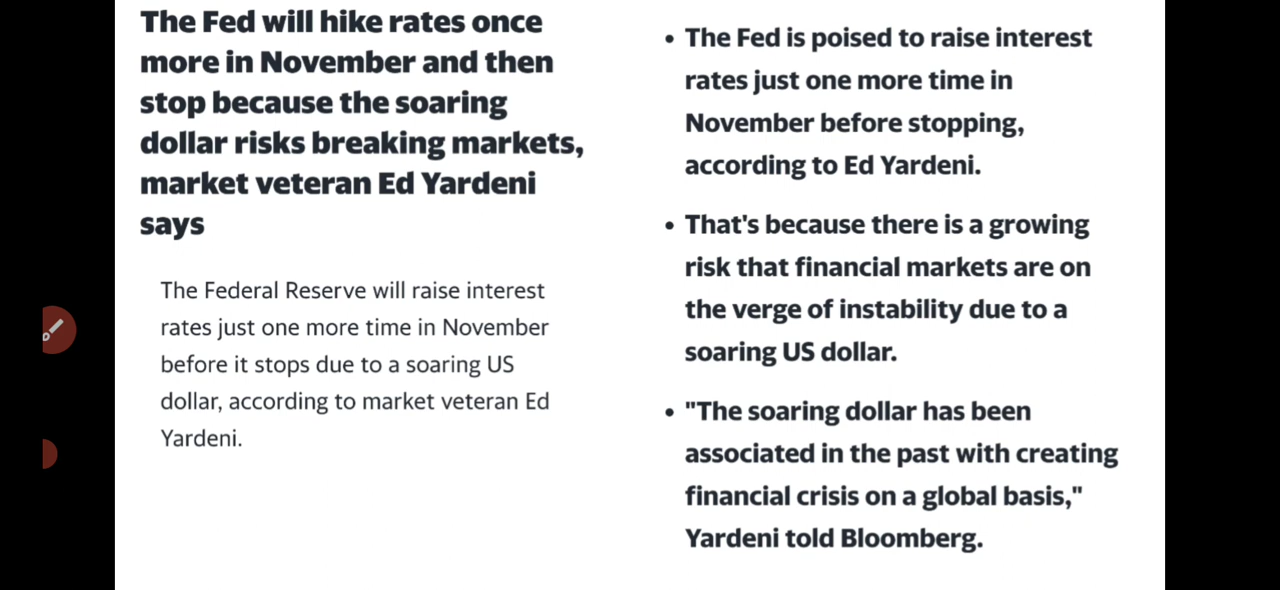 The Fed will hike rates once
more in November and then
stop because the soaring
dollar risks breaking markets,
market veteran Ed Yardeni
says
The Federal Reserve will raise interest
rates just one more time in November
before it stops due to a soaring US
dollar, according to market veteran Ed
Yardeni.
• The Fed is poised to raise interest
rates just one more time in
November before stopping,
according to Ed Yardeni.
• That's because there is a growing
risk that financial markets are on
the verge of instability due to a
soaring US dollar.
• "The soaring dollar has been
associated in the past with creating
financial crisis on a global basis,"
Yardeni told Bloomberg.